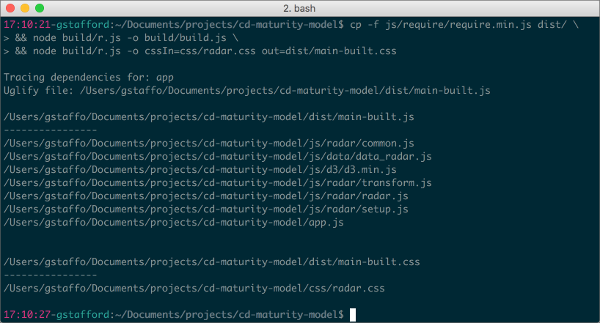 2. bash
17:10:21-gstafford:~/Documents/projects/cd-maturity-model$ cp -f js/require/require.min.js dist/ \
> && node build/r.js -o build/build.js \
> && node build/r.js -o cssIn=css/radar.css out=dist/main-built.css
Tracing dependencies for: app
Uglify file: /Users/gstaffo/Documents/projects/cd-maturity-model/dist/main-built.js
/Users/gstaffo/Documents/projects/cd-maturity-model/dist/main-built.js
----------------
/Users/gstaffo/Documents/projects/cd-maturity-model/js/radar/common.js
/Users/gstaffo/Documents/projects/cd-maturity-model/js/data/data_radar.js
/Users/gstaffo/Documents/projects/cd-maturity-model/js/d3/d3.min.js
/Users/gstaffo/Documents/projects/cd-maturity-model/js/radar/transform.js
/Users/gstaffo/Documents/projects/cd-maturity-model/js/radar/radar.js
/Users/gstaffo/Documents/projects/cd-maturity-model/js/radar/setup.js
/Users/gstaffo/Documents/projects/cd-maturity-model/app.js
/Users/gstaffo/Documents/projects/cd-maturity-model/dist/main-built.css
----------------
/Users/gstaffo/Documents/projects/cd-maturity-model/css/radar.css
17:10:27-gstafford:~/Documents/projects/cd-maturity-model$